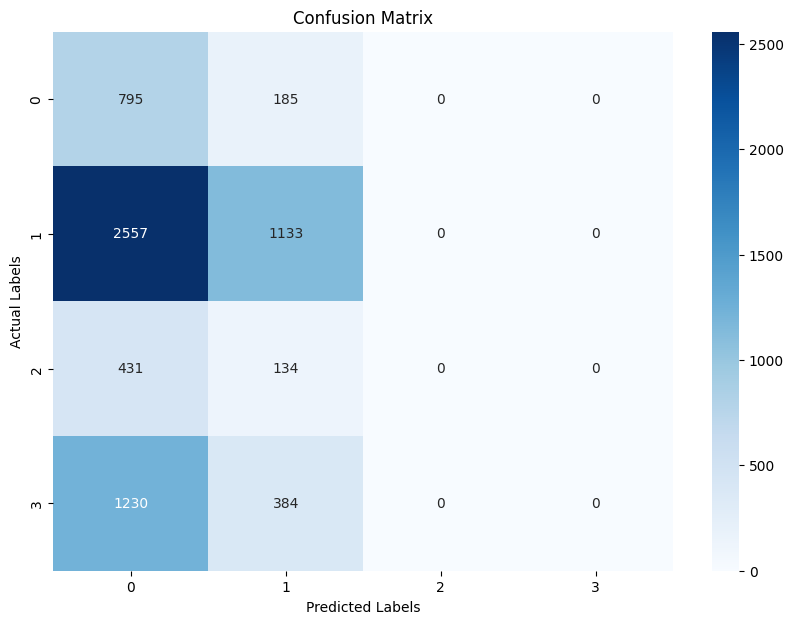 Confusion Matrix
0 795 185 0 0
1 2557 1133 0 0
2 431 134 0 0
3 1230 384 0 0
0 1 2 3
Predicted Labels
Actual Labels
2500
2000
1500
1000
500
0